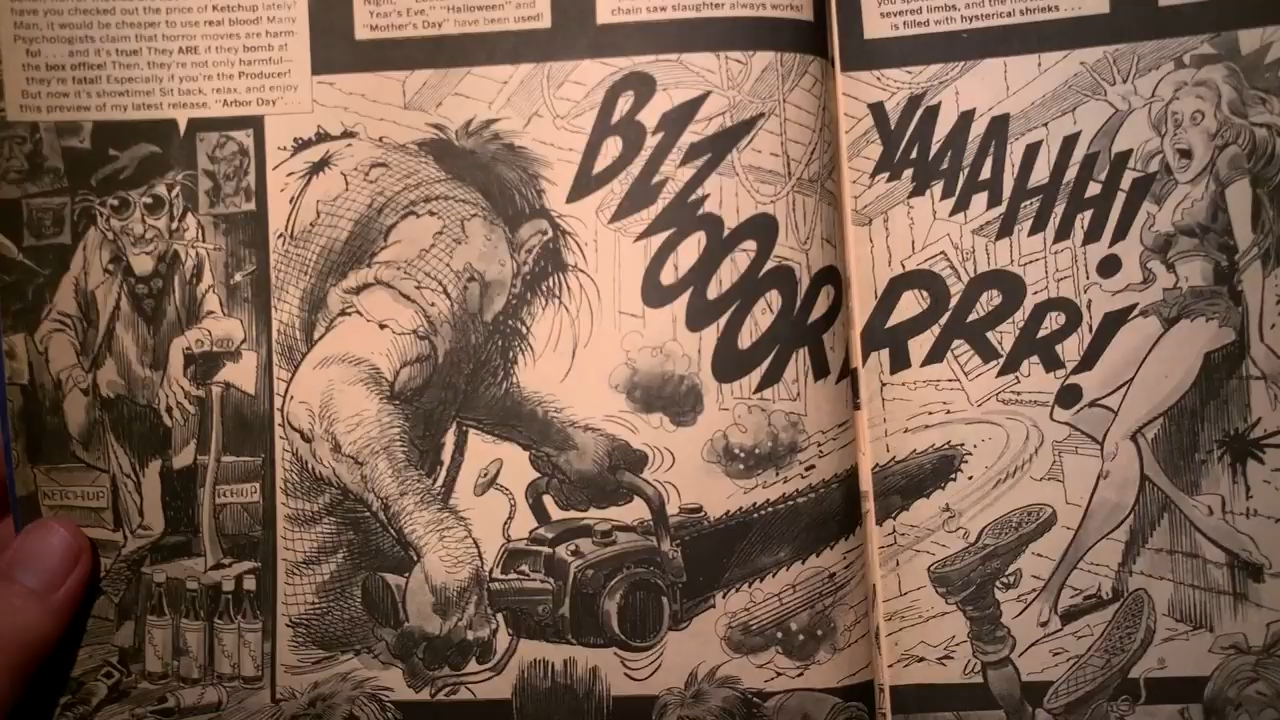 have you checked out the price of Ketchup lately?
Man, it would be cheaper to use real blood! Many
Psychologists claim that horror movies are harm-
ful . . . and it's true! They ARE if they bomb at
the box office! Then, they're not only harmful—
they're fatal! Especially if you're the Producer!
But now it's showtime! Sit back, relax, and enjoy
this preview of my latest release, "Arbor Day" . . .
Year's Eve," "Halloween" and
"Mother's Day" have been used!
chain saw slaughter always works!
severed limbs, and the
is filled with hysterical shrieks . . .
BZZOOORRRRR!
YAAAHHH!
KETCHUP
TCHUP